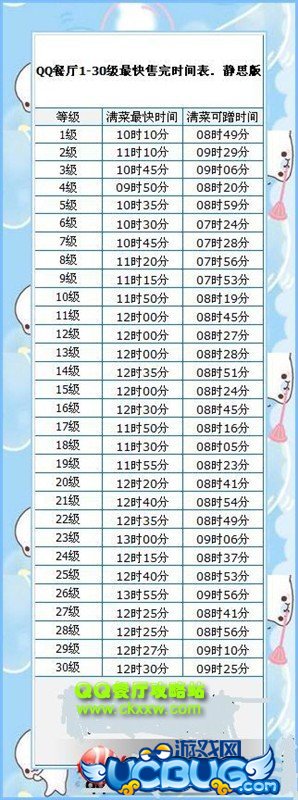 QQ餐厅1-30级最快售完时间表. 静思版
等级 满菜最快时间 满菜可蹭时间
1级 10时10分 08时49分
2级 11时10分 09时29分
3级 10时45分 09时06分
4级 09时50分 08时20分
5级 10时35分 08时59分
6级 10时30分 07时24分
7级 10时45分 07时28分
8级 11时20分 07时56分
9级 11时15分 07时53分
10级 11时50分 08时19分
11级 12时00分 08时45分
12级 12时00分 08时27分
13级 12时00分 08时28分
14级 12时35分 08时51分
15级 12时00分 08时24分
16级 12时30分 08时45分
17级 11时50分 08时16分
18级 11时30分 08时05分
19级 11时55分 08时23分
20级 12时20分 08时41分
21级 12时40分 08时54分
22级 12时35分 08时49分
23级 13时00分 09时06分
24级 12时15分 08时37分
25级 12时40分 08时53分
26级 13时55分 09时56分
27级 12时25分 08时41分
28级 12时25分 08时56分
29级 12时27分 09时10分
30级 12时30分 09时25分
QQ餐厅攻略站
www.ckxxw.com
游戏网
UCBUG.com